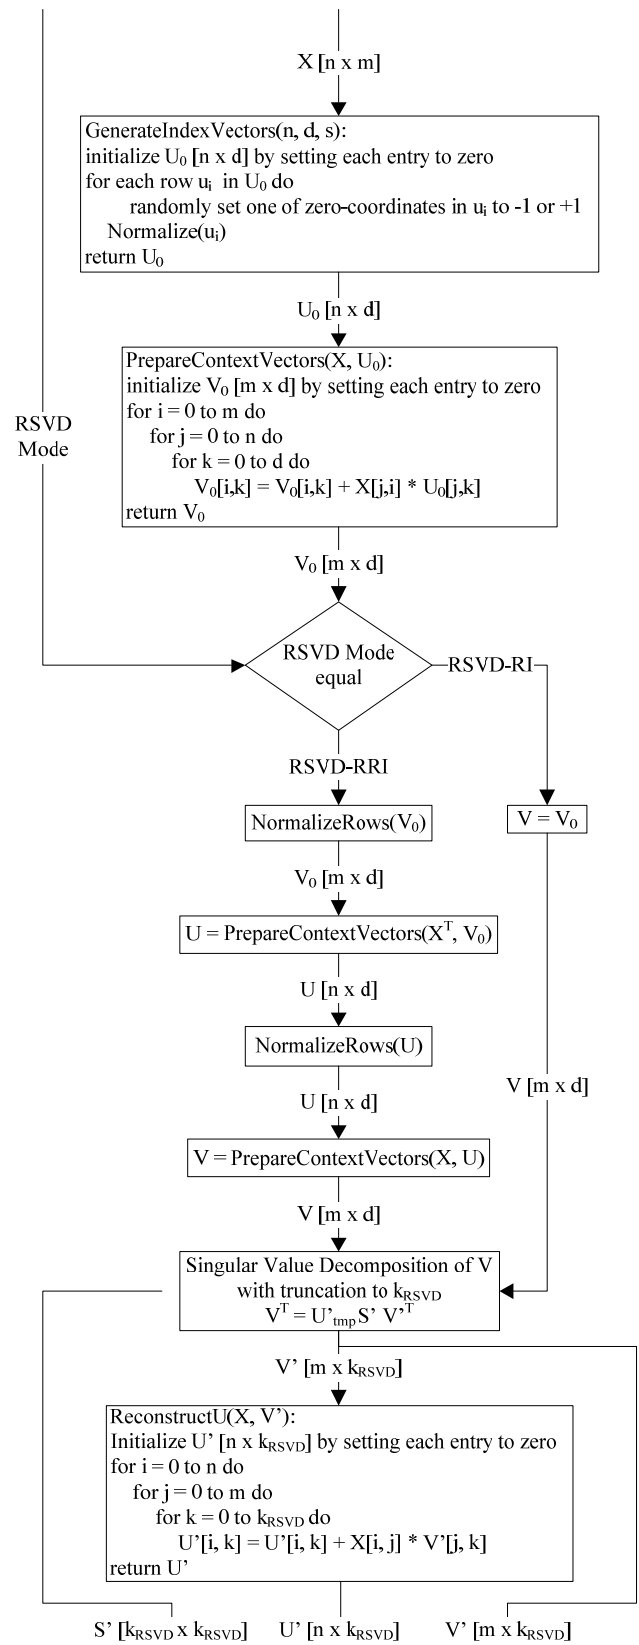 X [n x m]
GenerateIndexVectors(n, d, s):
initialize U₀ [n x d] by setting each entry to zero
for each row uᵢ in U₀ do
randomly set one of zero-coordinates in uᵢ to -1 or +1
Normalize(uᵢ)
return U₀
U₀ [n x d]
PrepareContextVectors(X, U₀):
initialize V₀ [m x d] by setting each entry to zero
for i = 0 to m do
for j = 0 to n do
for k = 0 to d do
V₀[i,k] = V₀[i,k] + X[j,i] * U₀[j,k]
return V₀
RSVD
Mode
V₀ [m x d]
RSVD Mode
equal
RSVD-RI
RSVD-RRI
NormalizeRows(V₀)
V = V₀
V₀ [m x d]
U = PrepareContextVectors(Xᵀ, V₀)
U [n x d]
NormalizeRows(U)
V [m x d]
U [n x d]
V = PrepareContextVectors(X, U)
V [m x d]
Singular Value Decomposition of V
with truncation to k_RSVD
Vᵀ = U’_tmp S’ V’ᵀ
V’ [m x k_RSVD]
ReconstructU(X, V’):
Initialize U’ [n x k_RSVD] by setting each entry to zero
for i = 0 to n do
for j = 0 to m do
for k = 0 to k_RSVD do
U’[i, k] = U’[i, k] + X[i, j] * V’[j, k]
return U’
S’ [k_RSVD x k_RSVD]
U’ [n x k_RSVD]
V’ [m x k_RSVD]